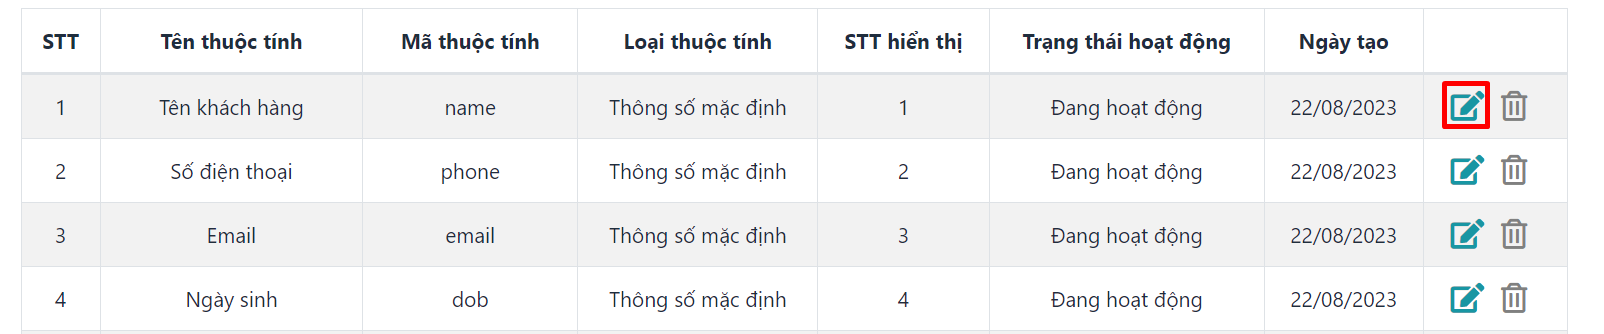 STT Tên thuộc tính Mã thuộc tính Loại thuộc tính STT hiển thị Trạng thái hoạt động Ngày tạo
1 Tên khách hàng name Thông số mặc định 1 Đang hoạt động 22/08/2023
2 Số điện thoại phone Thông số mặc định 2 Đang hoạt động 22/08/2023
3 Email email Thông số mặc định 3 Đang hoạt động 22/08/2023
4 Ngày sinh dob Thông số mặc định 4 Đang hoạt động 22/08/2023